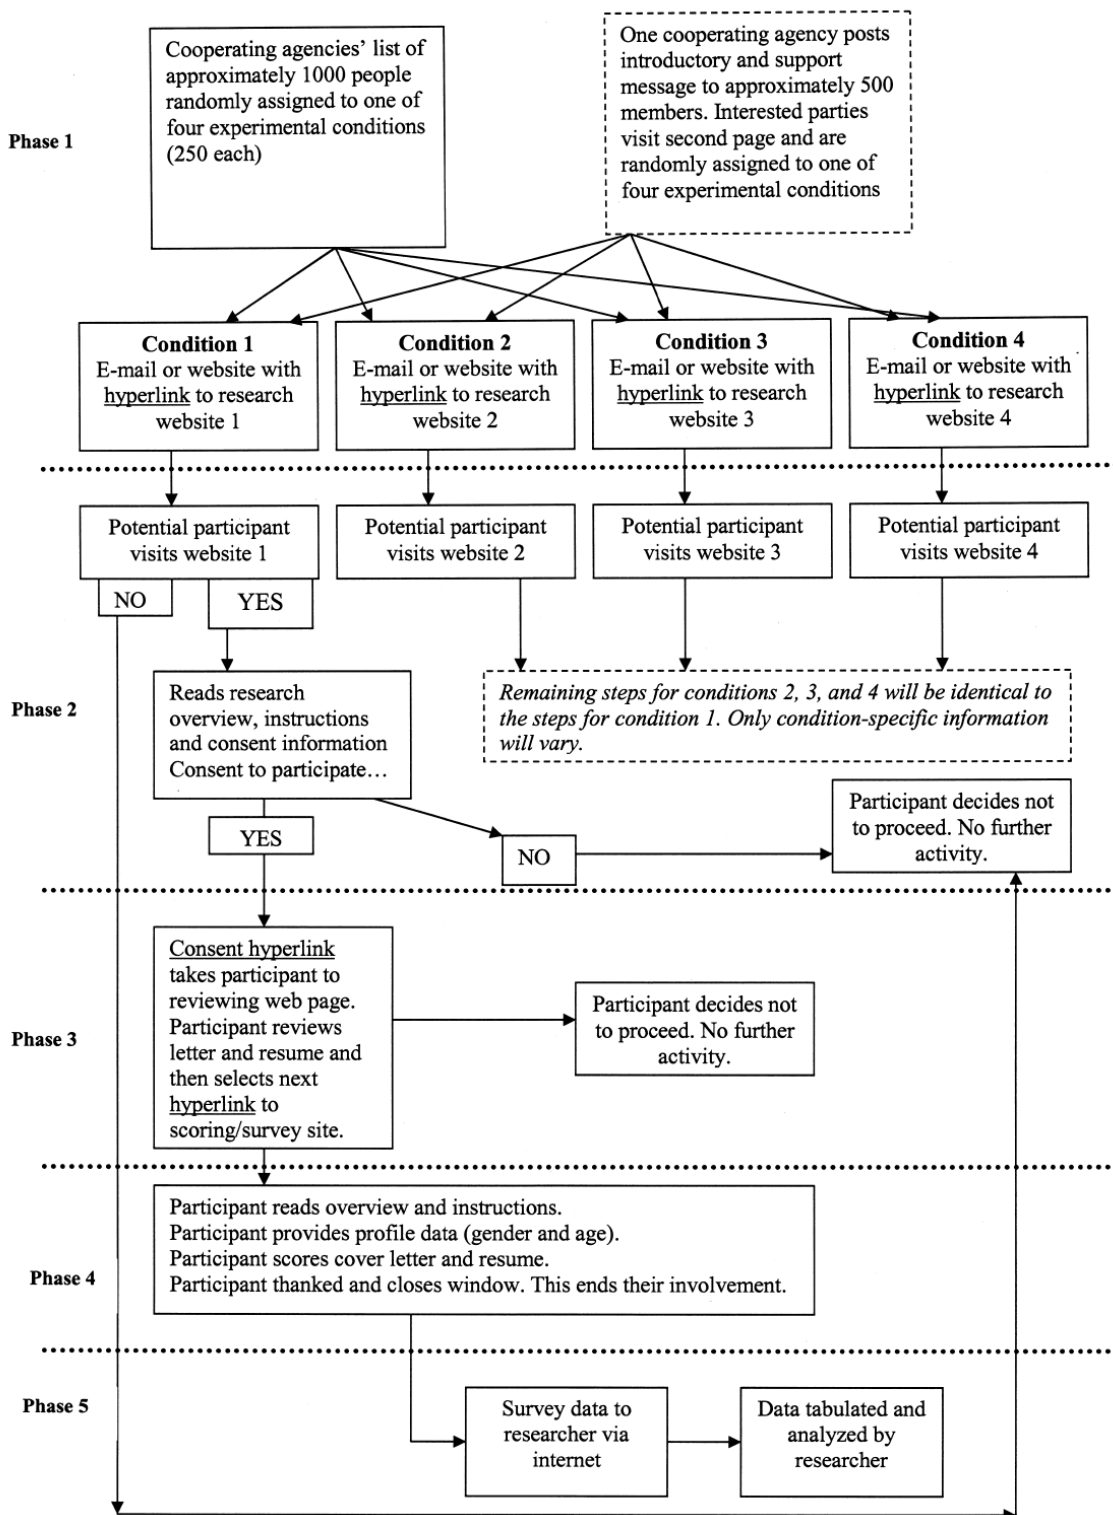 Cooperating agencies’ list of
approximately 1000 people
randomly assigned to one of
four experimental conditions
(250 each)
One cooperating agency posts
introductory and support
message to approximately 500
members. Interested parties
visit second page and are
randomly assigned to one of
four experimental conditions
Phase 1
Condition 1
E-mail or website with
hyperlink to research
website 1
Condition 2
E-mail or website with
hyperlink to research
website 2
Condition 3
E-mail or website with
hyperlink to research
website 3
Condition 4
E-mail or website with
hyperlink to research
website 4
Potential participant
visits website 1
Potential participant
visits website 2
Potential participant
visits website 3
Potential participant
visits website 4
NO
YES
Phase 2
Reads research
overview, instructions
and consent information
Consent to participate…
Remaining steps for conditions 2, 3, and 4 will be identical to
the steps for condition 1. Only condition-specific information
will vary.
YES
NO
Participant decides not
to proceed. No further
activity.
Phase 3
Consent hyperlink
takes participant to
reviewing web page.
Participant reviews
letter and resume and
then selects next
hyperlink to
scoring/survey site.
Participant decides not
to proceed. No further
activity.
Phase 4
Participant reads overview and instructions.
Participant provides profile data (gender and age).
Participant scores cover letter and resume.
Participant thanked and closes window. This ends their involvement.
Phase 5
Survey data to
researcher via
internet
Data tabulated and
analyzed by
researcher